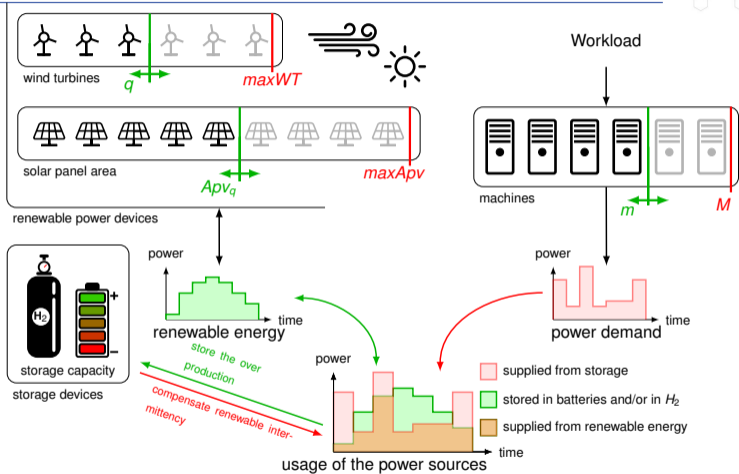 wind turbines
q
maxWT
solar panel area
Apv_q
maxApv
renewable power devices
Workload
machines
m
M
H₂
+
–
storage capacity
storage devices
power
time
renewable energy
power
time
power demand
store the over
production
compensate renewable inter-
mittency
power
time
usage of the power sources
supplied from storage
stored in batteries and/or in H₂
supplied from renewable energy